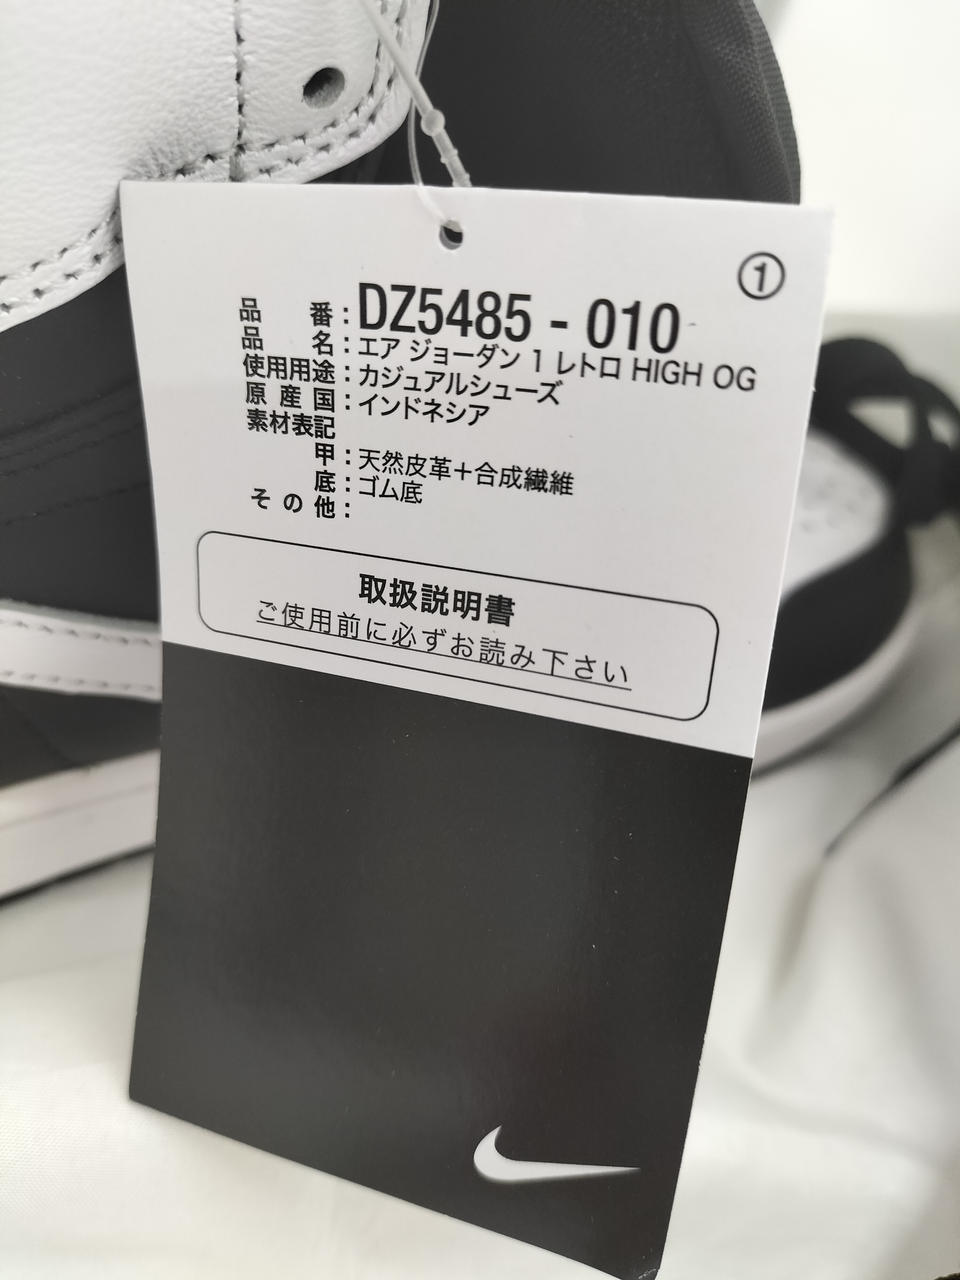 ①
品番：DZ5485 - 010
品名：エア ジョーダン 1 レトロ HIGH OG
使用用途：カジュアルシューズ
原産国：インドネシア
素材表記
甲：天然皮革＋合成繊維
底：ゴム底
その他：
取扱説明書
ご使用前に必ずお読み下さい